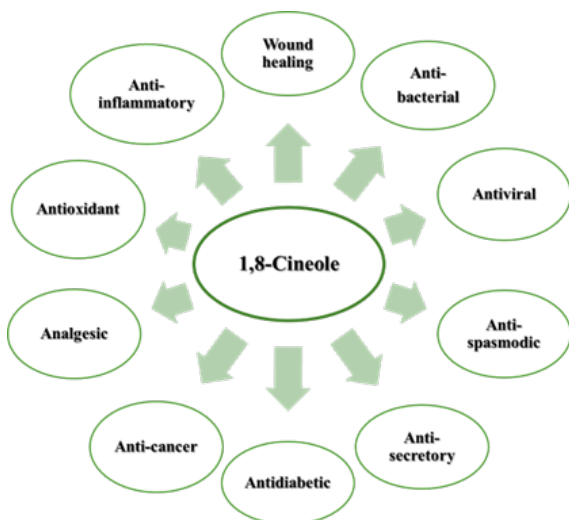 Wound
healing
Anti-
bacterial
Antiviral
Anti-
spasmodic
Anti-
secretory
Antidiabetic
Anti-cancer
Analgesic
Antioxidant
Anti-
inflammatory
1,8-Cineole